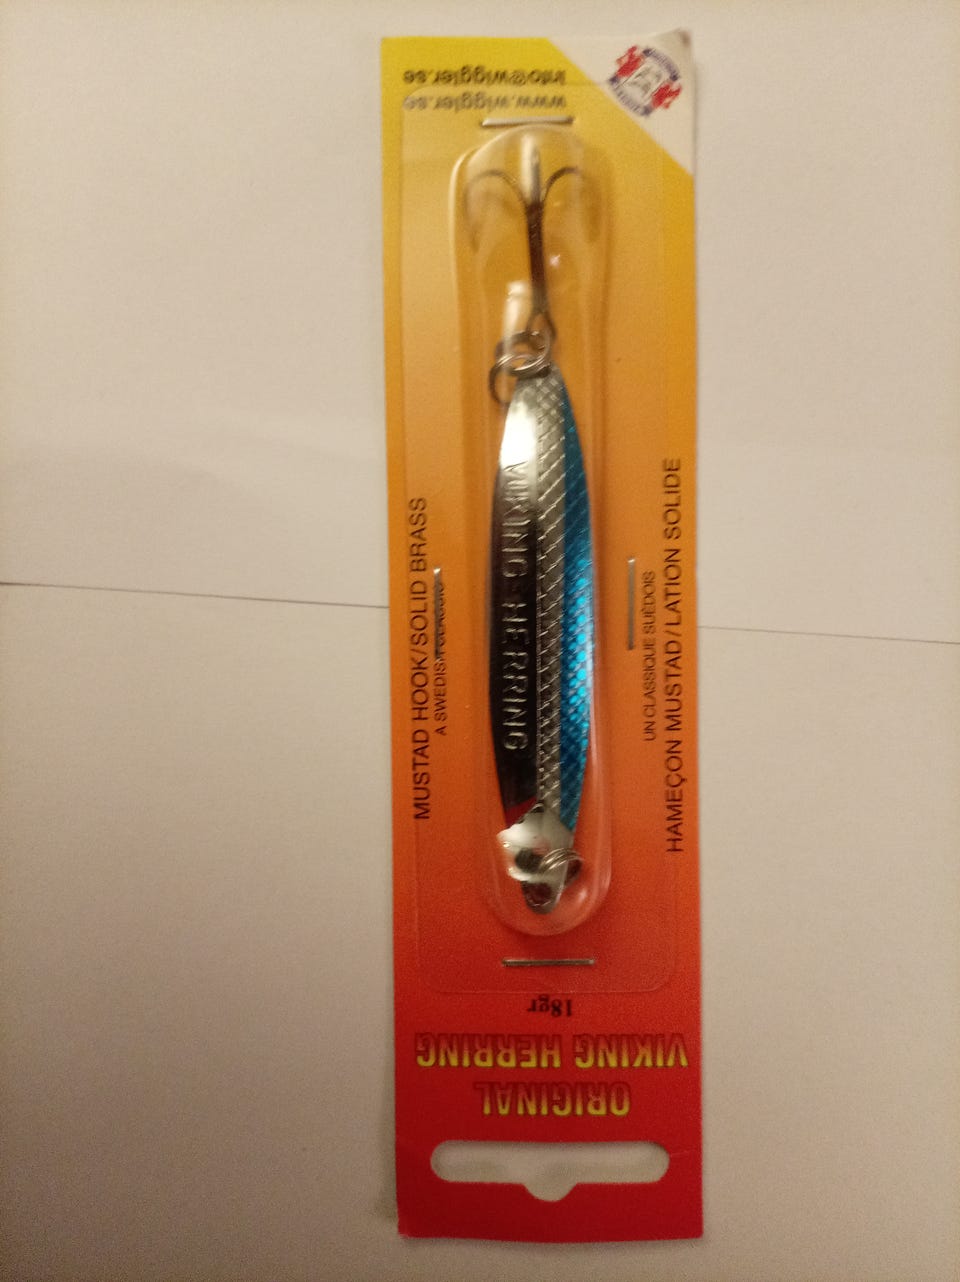 ORIGINAL
VIKING HERRING
18gr
MUSTAD HOOK/SOLID BRASS
A SWEDISH CLASSIC
VIKING HERRING
UN CLASSIQUE SUÈDOIS
HAMEÇON MUSTAD/LATION SOLIDE
www.wiggler.se
info@wiggler.se